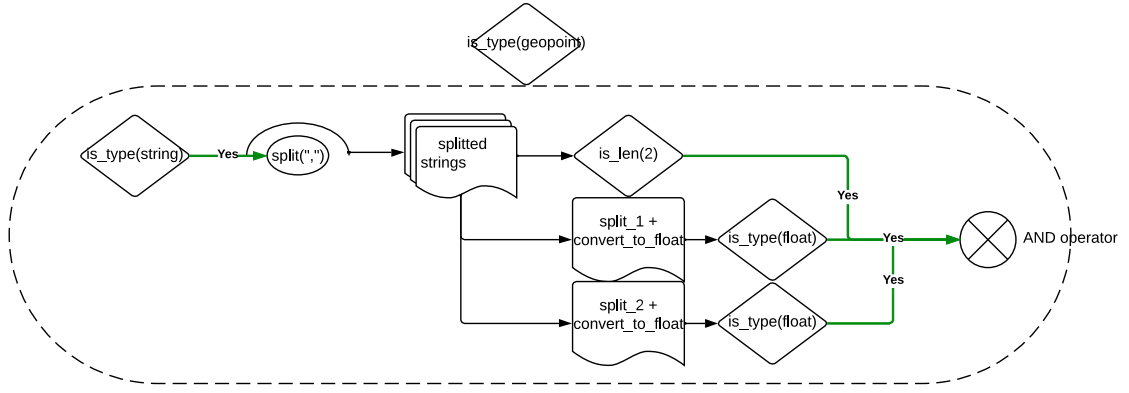 is_type(geopoint)
is_type(string)
Yes
split(",")
splitted
strings
is_len(2)
Yes
split_1 +
convert_to_float
is_type(float)
Yes
AND operator
Yes
split_2 +
convert_to_float
is_type(float)